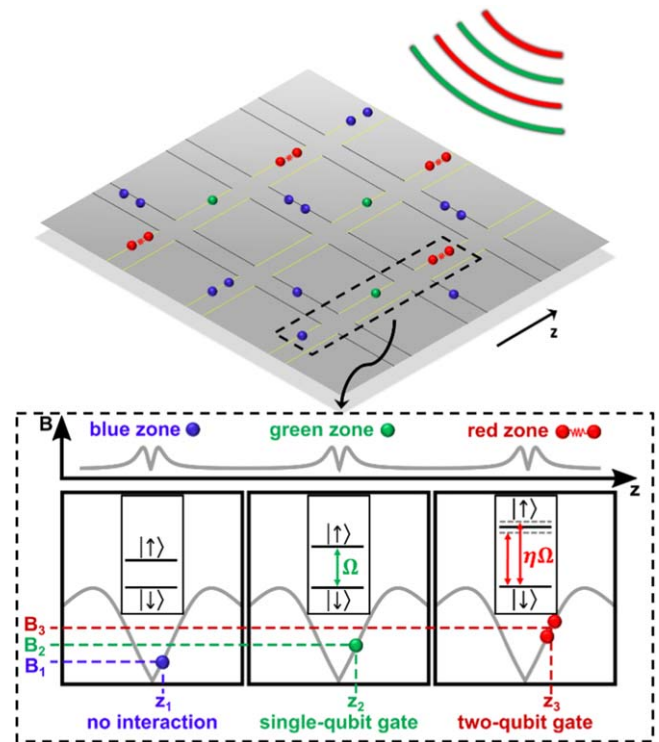 z
B
blue zone
green zone
red zone
z
|↑⟩
|↑⟩
|↑⟩
Ω
ηΩ
|↓⟩
|↓⟩
|↓⟩
B₃
B₂
B₁
z₁
z₂
z₃
no interaction
single-qubit gate
two-qubit gate